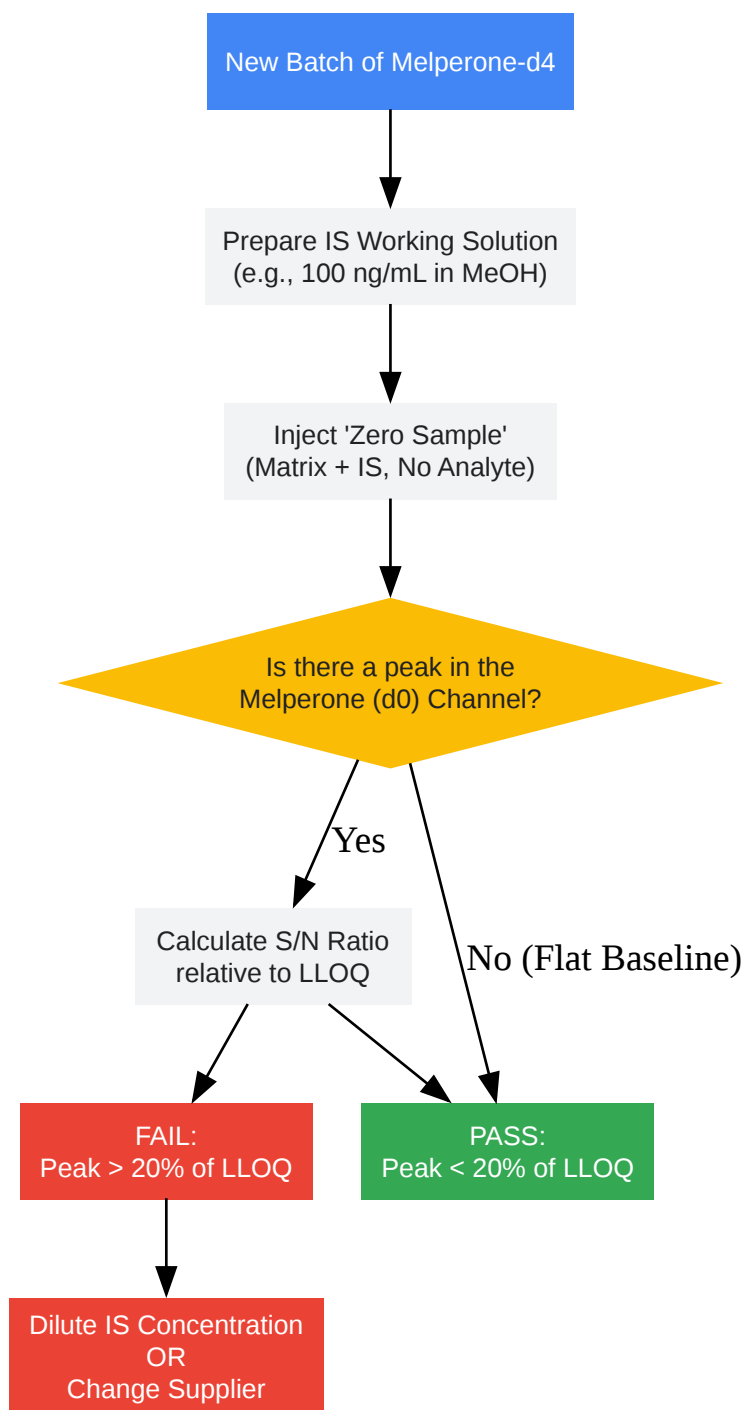 New Batch of Melperone-d4
Prepare IS Working Solution
(e.g., 100 ng/mL in MeOH)
Inject 'Zero Sample'
(Matrix + IS, No Analyte)
Is there a peak in the
Melperone (d0) Channel?
Yes
No (Flat Baseline)
Calculate S/N Ratio
relative to LLOQ
FAIL:
Peak > 20% of LLOQ
PASS:
Peak < 20% of LLOQ
Dilute IS Concentration
OR
Change Supplier